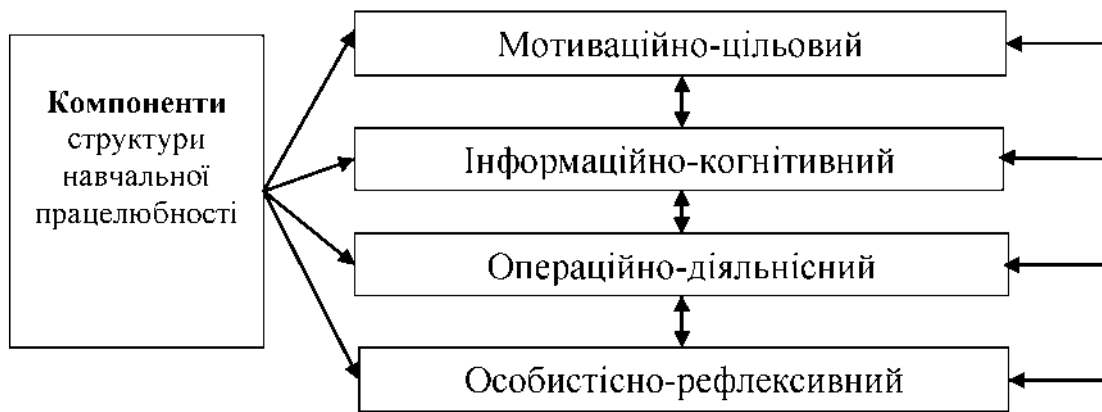 Компоненти
структури
навчальної
працелюбності
Мотиваційно-цільовий
Інформаційно-когнітивний
Операційно-діяльнісний
Особистісно-рефлексивний